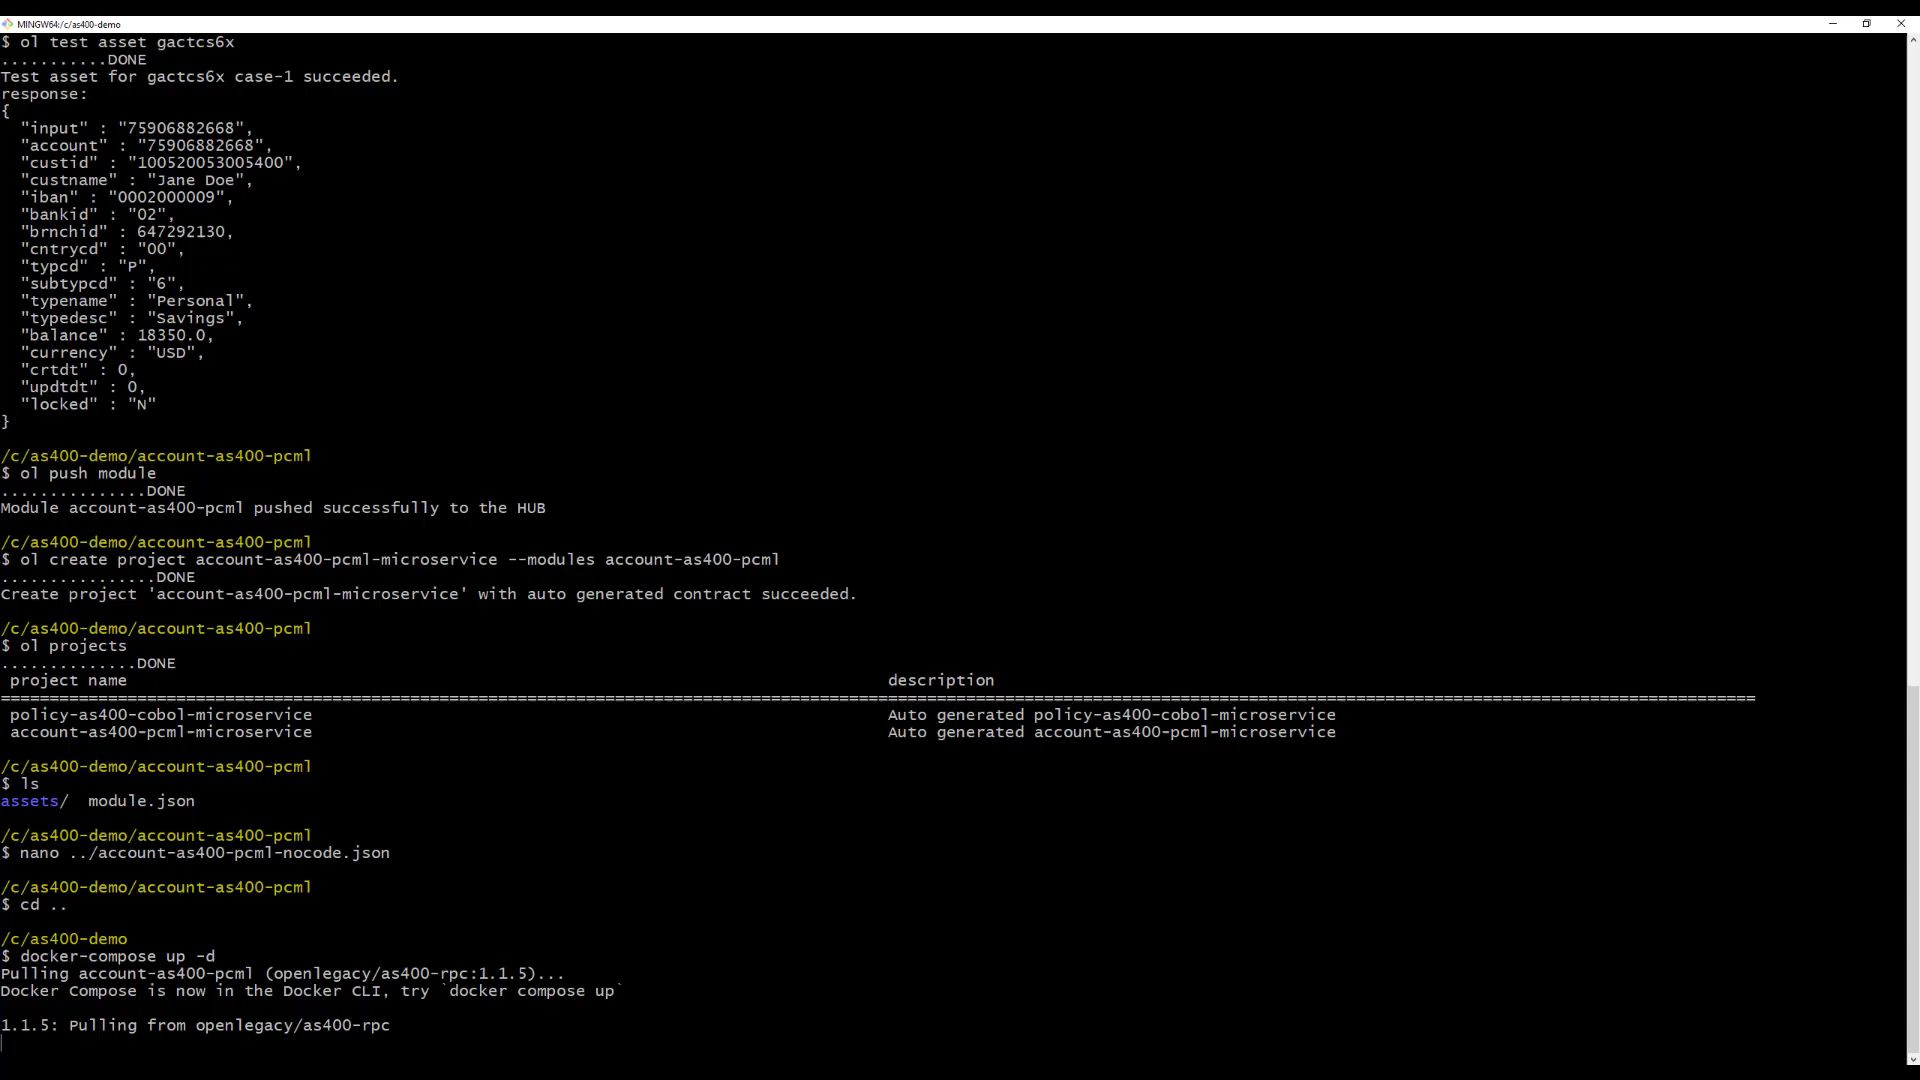 MINGW64:/c/as400-demo
$ ol test asset gactcs6x
...........DONE
Test asset for gactcs6x case-1 succeeded.
response:
{
  "input" : "75906882668",
  "account" : "75906882668",
  "custid" : "100520053005400",
  "custname" : "Jane Doe",
  "iban" : "0002000009",
  "bankid" : "02",
  "brnchid" : 647292130,
  "cntrycd" : "00",
  "typcd" : "P",
  "subtypcd" : "6",
  "typename" : "Personal",
  "typedesc" : "Savings",
  "balance" : 18350.0,
  "currency" : "USD",
  "crtdt" : 0,
  "updtdt" : 0,
  "locked" : "N"
}
/c/as400-demo/account-as400-pcml
$ ol push module
...............DONE
Module account-as400-pcml pushed successfully to the HUB
/c/as400-demo/account-as400-pcml
$ ol create project account-as400-pcml-microservice --modules account-as400-pcml
................DONE
Create project 'account-as400-pcml-microservice' with auto generated contract succeeded.
/c/as400-demo/account-as400-pcml
$ ol projects
..............DONE
project name description
====================================================================================================================================================================================
policy-as400-cobol-microservice Auto generated policy-as400-cobol-microservice
account-as400-pcml-microservice Auto generated account-as400-pcml-microservice
/c/as400-demo/account-as400-pcml
$ ls
assets/  module.json
/c/as400-demo/account-as400-pcml
$ nano ../account-as400-pcml-nocode.json
/c/as400-demo/account-as400-pcml
$ cd ..
/c/as400-demo
$ docker-compose up -d
Pulling account-as400-pcml (openlegacy/as400-rpc:1.1.5)...
Docker Compose is now in the Docker CLI, try `docker compose up`
1.1.5: Pulling from openlegacy/as400-rpc